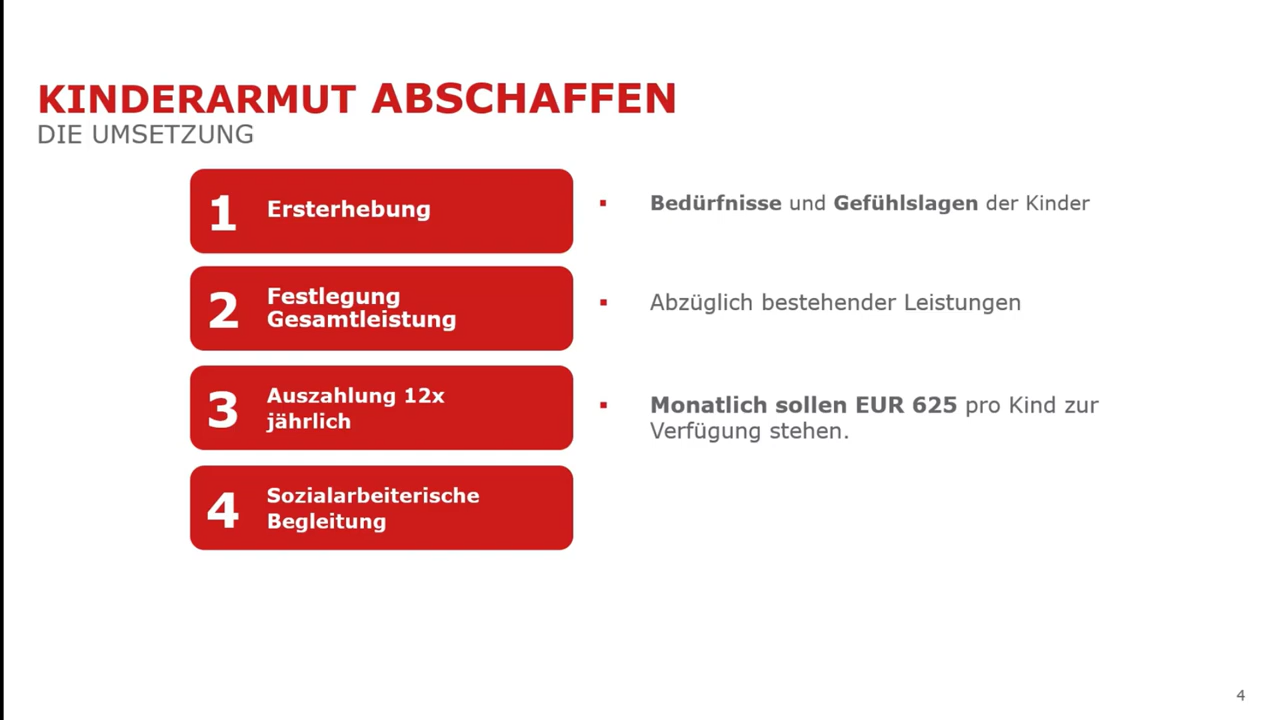 KINDERARMUT ABSCHAFFEN
DIE UMSETZUNG
1 Ersterhebung
▪ Bedürfnisse und Gefühlslagen der Kinder
2 Festlegung
Gesamtleistung
▪ Abzüglich bestehender Leistungen
3 Auszahlung 12x
jährlich
▪ Monatlich sollen EUR 625 pro Kind zur
Verfügung stehen.
4 Sozialarbeiterische
Begleitung
4